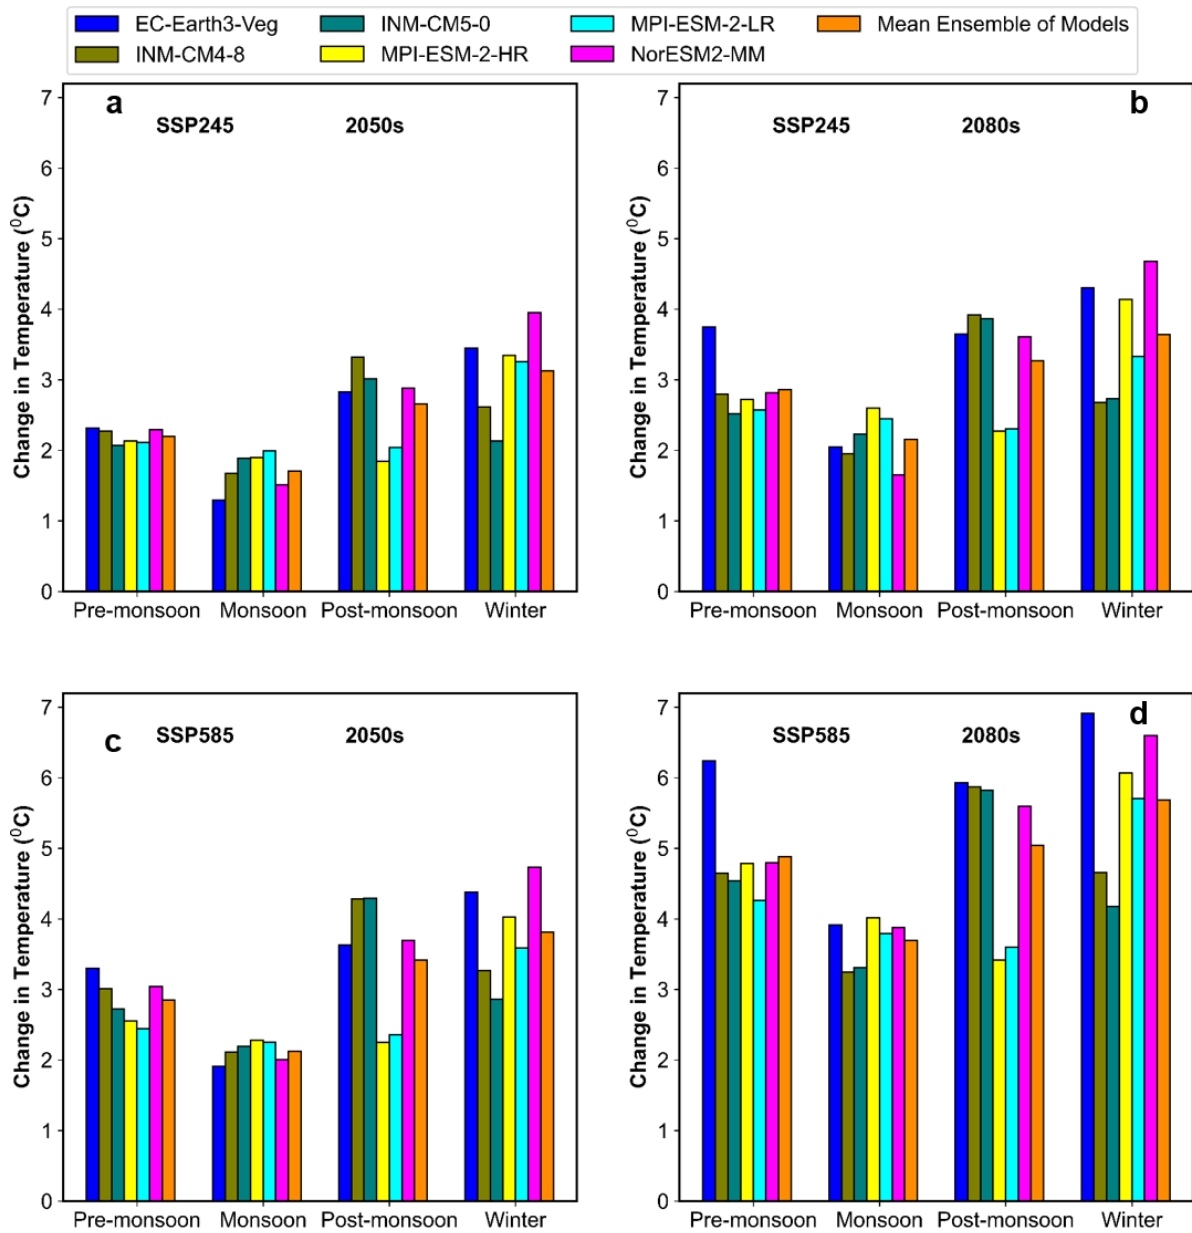 EC-Earth3-Veg
INM-CM5-0
MPI-ESM-2-LR
Mean Ensemble of Models
INM-CM4-8
MPI-ESM-2-HR
NorESM2-MM
a
SSP245
2050s
Change in Temperature (⁰C)
7
6
5
4
3
2
1
0
Pre-monsoon
Monsoon
Post-monsoon
Winter
b
SSP245
2080s
Change in Temperature (⁰C)
7
6
5
4
3
2
1
0
Pre-monsoon
Monsoon
Post-monsoon
Winter
c
SSP585
2050s
Change in Temperature (⁰C)
7
6
5
4
3
2
1
0
Pre-monsoon
Monsoon
Post-monsoon
Winter
d
SSP585
2080s
Change in Temperature (⁰C)
7
6
5
4
3
2
1
0
Pre-monsoon
Monsoon
Post-monsoon
Winter